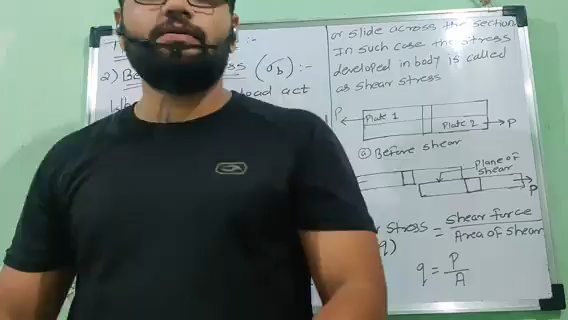 2) Be ss (σb) :-
load act
or slide across the section
In such case the stress
developed in body is called
as shear stress
P Plate 1 Plate 2 P
ⓐ Before shear
plane of
shear
P
stress = shear force
Area of shear
q)
q = P
A